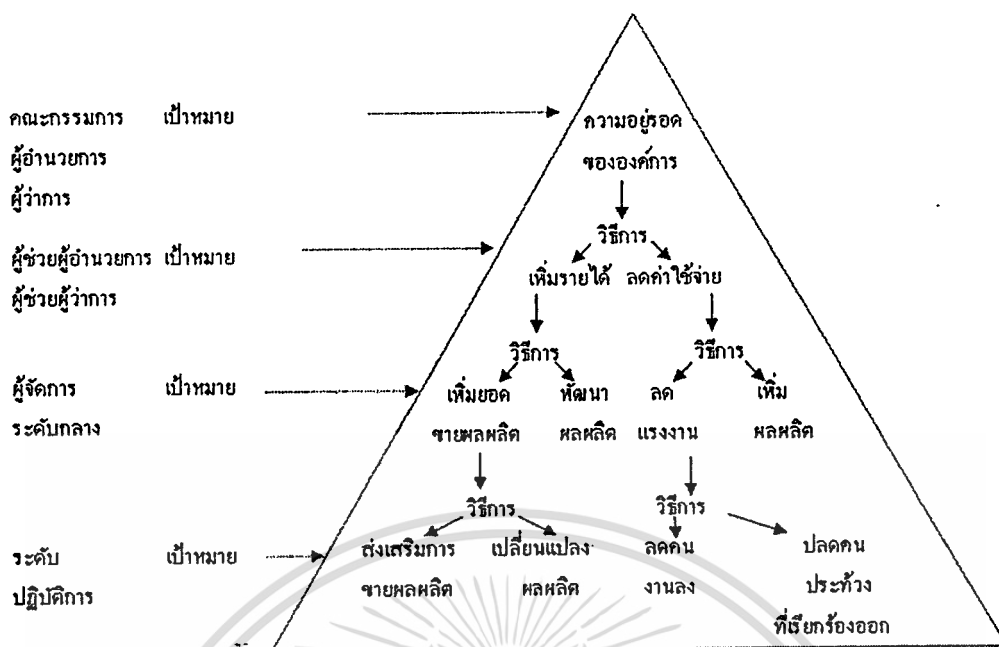 คณะกรรมการ เป้าหมาย ความอยู่รอด
ผู้อำนวยการ ขององค์การ
ผู้ว่าการ
วิธีการ
ผู้ช่วยผู้อำนวยการ เป้าหมาย
เพิ่มรายได้ ลดค่าใช้จ่าย
ผู้ช่วยผู้ว่าการ
วิธีการ วิธีการ
ผู้จัดการ เป้าหมาย เพิ่มยอด พัฒนา ลด เพิ่ม
ระดับกลาง ขายผลผลิต ผลผลิต แรงงาน ผลผลิต
วิธีการ วิธีการ
ระดับ เป้าหมาย ส่งเสริมการ เปลี่ยนแปลง ลดคน ปลดคน
ปฏิบัติการ ขายผลผลิต ผลผลิต งานลง ประท้วง
ที่เรียกร้องออก